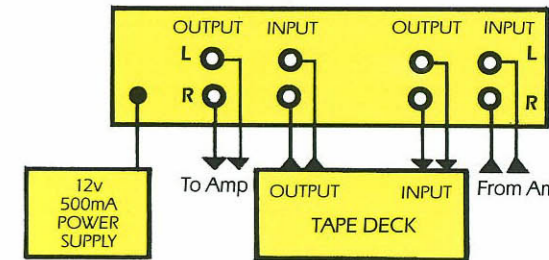 OUTPUT INPUT OUTPUT INPUT
L L
R R
To Amp OUTPUT INPUT From Am
12v
500mA
POWER
SUPPLY
TAPE DECK